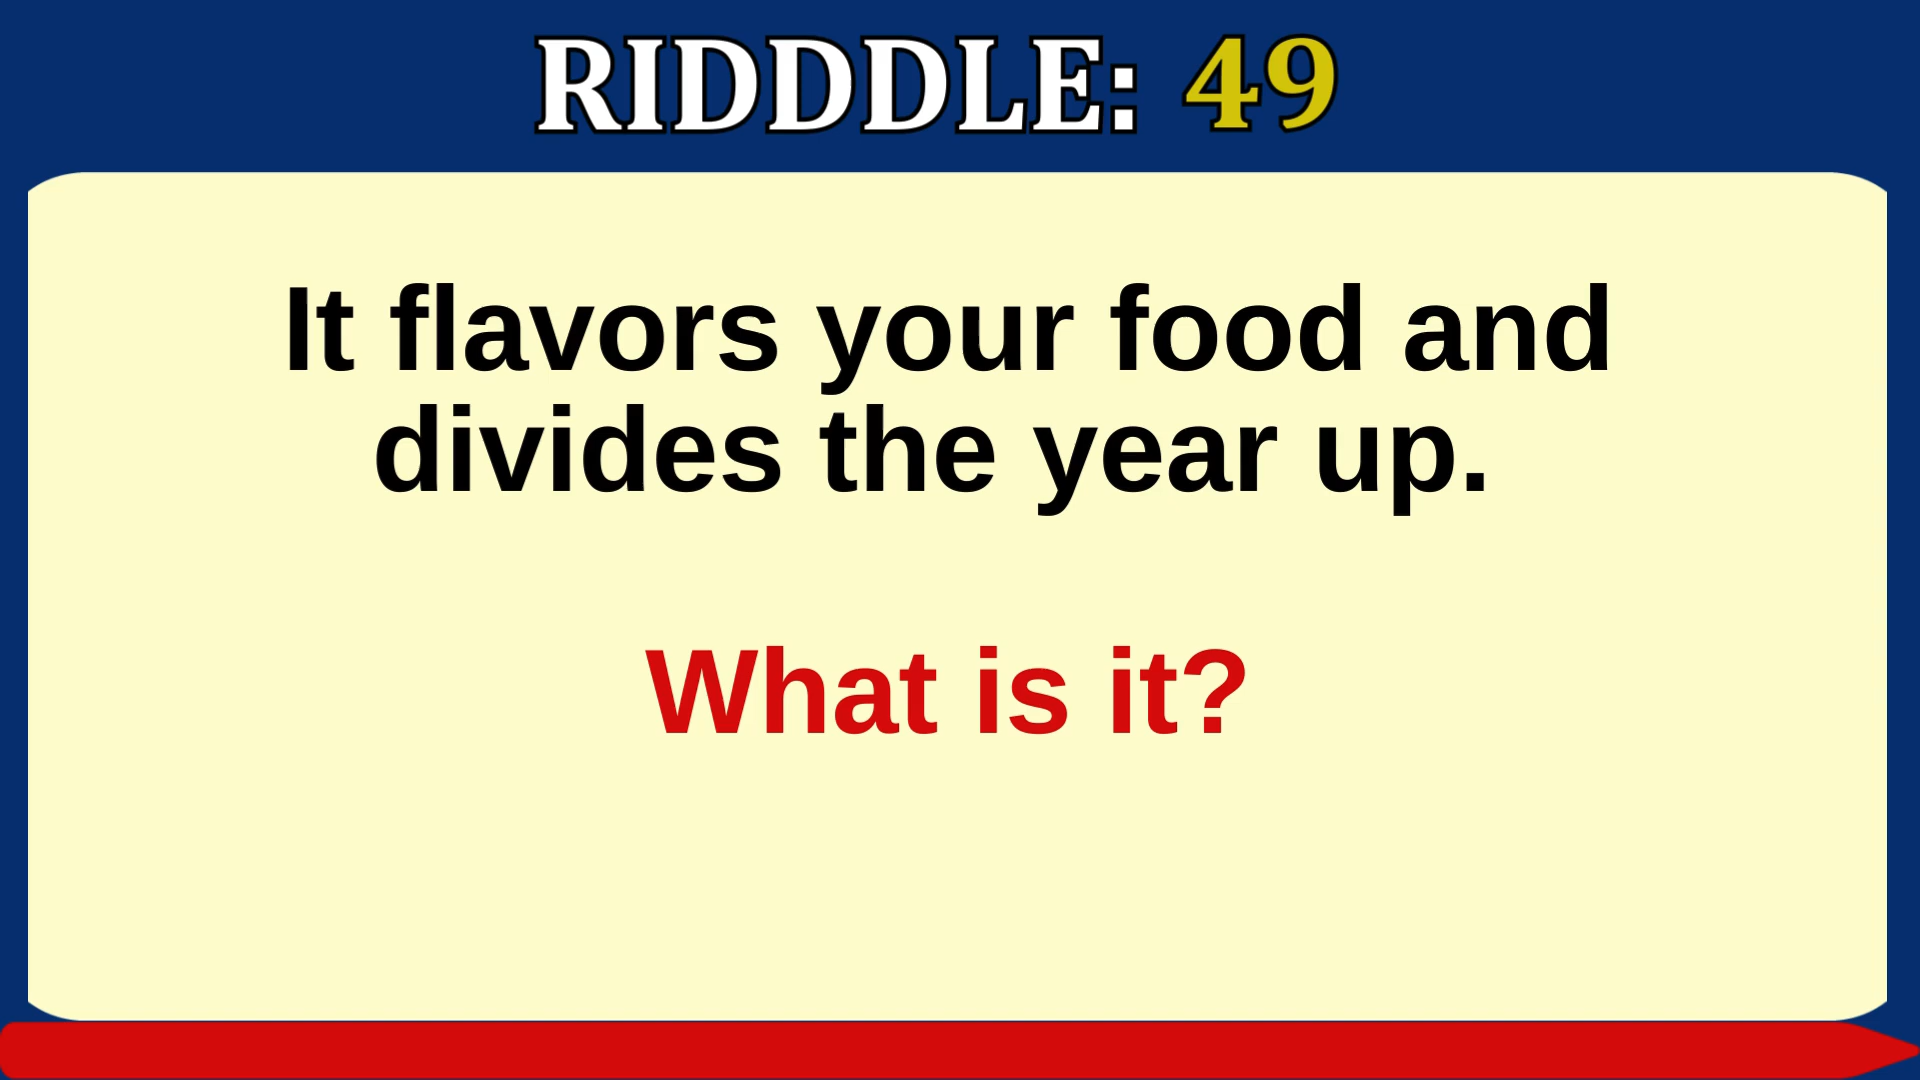 RIDDDLE: 49
It flavors your food and
divides the year up.
What is it?